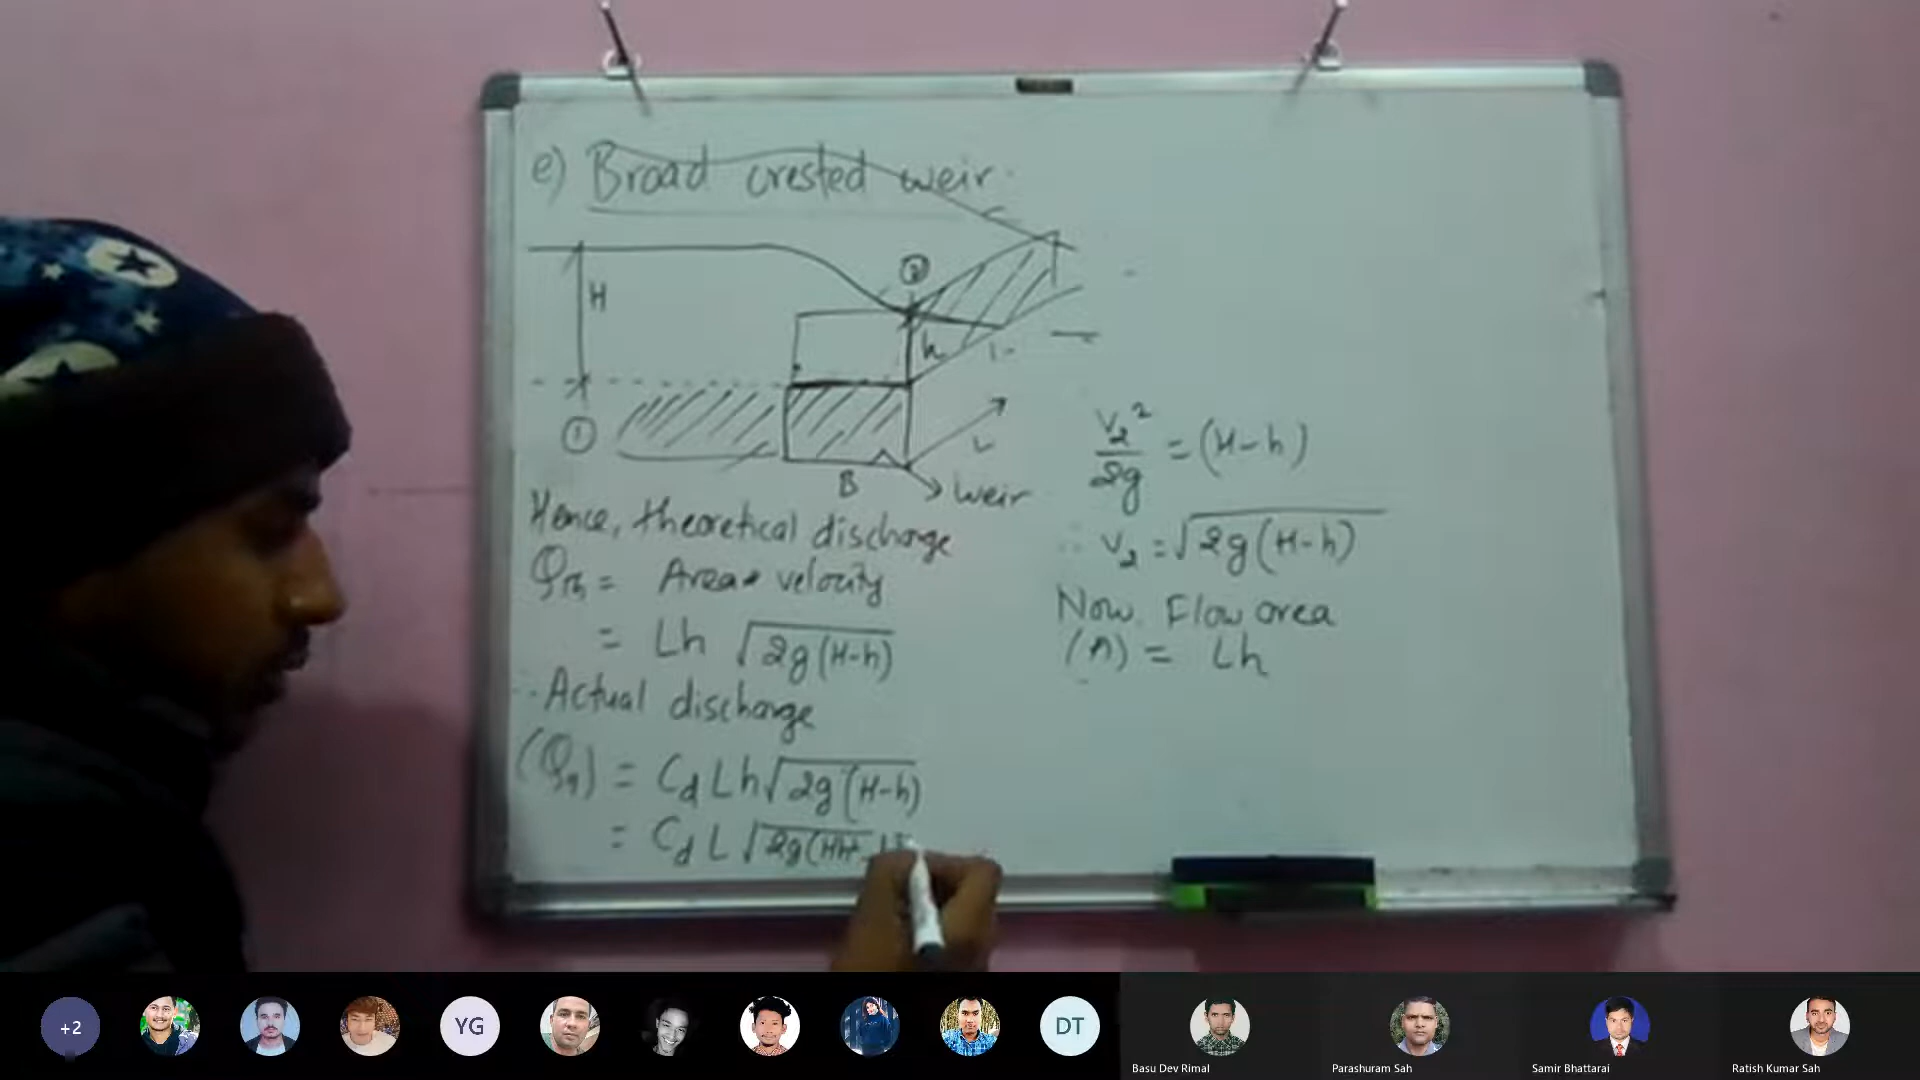 e) Broad crested weir.
H
②
h
L
①
L
B
Weir
Hence, theoretical discharge
Qth = Area * velocity
= Lh √2g(H-h)
∴ Actual discharge
(Qa) = Cd Lh√2g(H-h)
= Cd L √2g(Hh²-h³
V₂²/2g = (H-h)
∴ V₂ = √2g(H-h)
Now. Flow area
(A) = Lh
+2
YG
DT
Basu Dev Rimal
Parashuram Sah
Samir Bhattarai
Ratish Kumar Sah